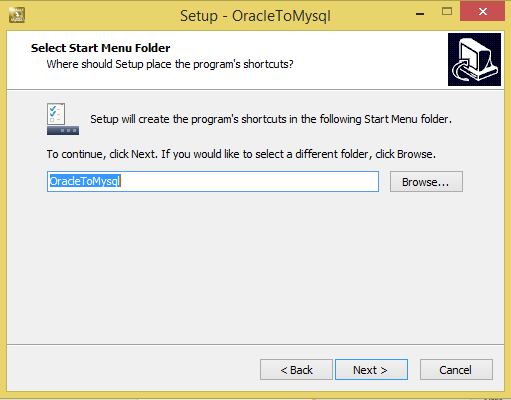 Setup - OracleToMysql
Select Start Menu Folder
Where should Setup place the program's shortcuts?
Setup will create the program's shortcuts in the following Start Menu folder.
To continue, click Next. If you would like to select a different folder, click Browse.
OracleToMysql
Browse...
< Back
Next >
Cancel